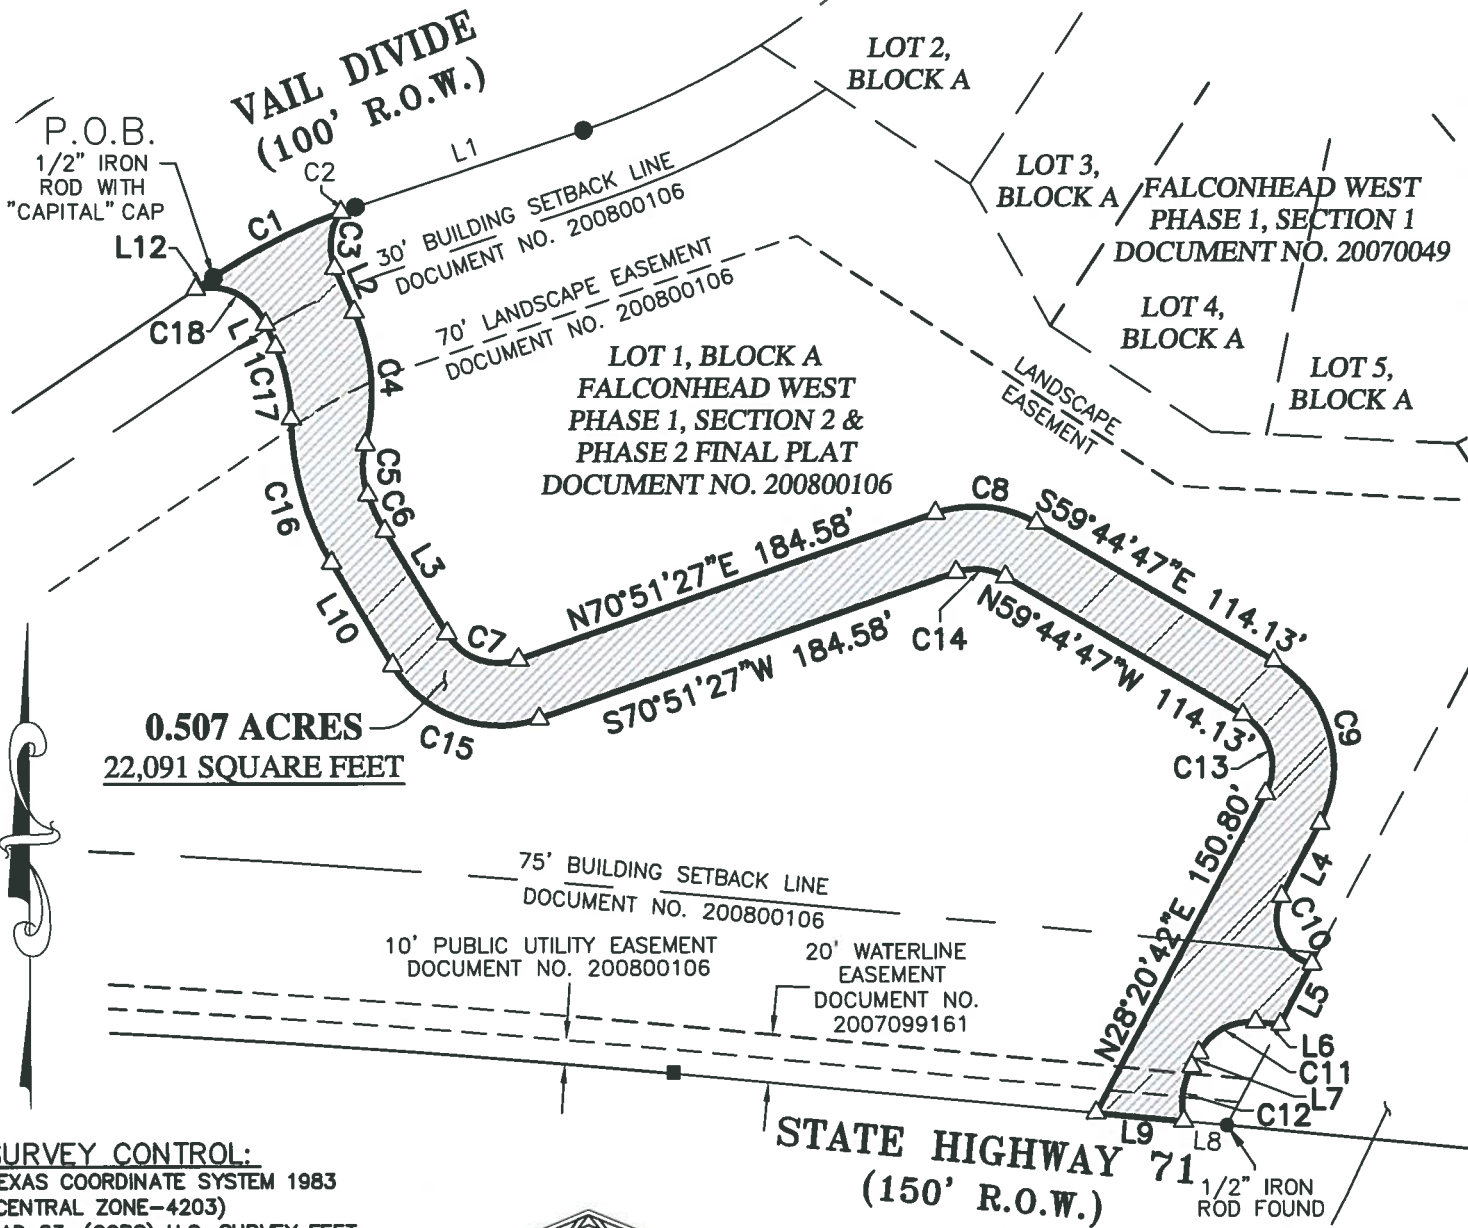 VAIL DIVIDE
(100' R.O.W.)
P.O.B.
1/2" IRON
ROD WITH
"CAPITAL" CAP
L12
C1
C2
L1
C3
L2
30' BUILDING SETBACK LINE
DOCUMENT NO. 200800106
70' LANDSCAPE EASEMENT
DOCUMENT NO. 200800106
LOT 2,
BLOCK A
LOT 3,
BLOCK A
FALCONHEAD WEST
PHASE 1, SECTION 1
DOCUMENT NO. 20070049
LOT 4,
BLOCK A
LOT 5,
BLOCK A
LANDSCAPE
EASEMENT
C18
C17
C4
LOT 1, BLOCK A
FALCONHEAD WEST
PHASE 1, SECTION 2 &
PHASE 2 FINAL PLAT
DOCUMENT NO. 200800106
C16
C5
C6
L3
L10
C7
N70°51'27"E 184.58'
S70°51'27"W 184.58'
C8
S59°44'47"E 114.13'
C14
N59°44'47"W 114.13'
C9
C13
C15
0.507 ACRES
22,091 SQUARE FEET
N28°20'42"E 150.80'
L4
C10
L5
L6
C11
L7
C12
75' BUILDING SETBACK LINE
DOCUMENT NO. 200800106
10' PUBLIC UTILITY EASEMENT
DOCUMENT NO. 200800106
20' WATERLINE
EASEMENT
DOCUMENT NO.
2007099161
L9
L8
STATE HIGHWAY 71
(150' R.O.W.)
1/2" IRON
ROD FOUND
SURVEY CONTROL:
TEXAS COORDINATE SYSTEM 1983
(CENTRAL ZONE-4203)